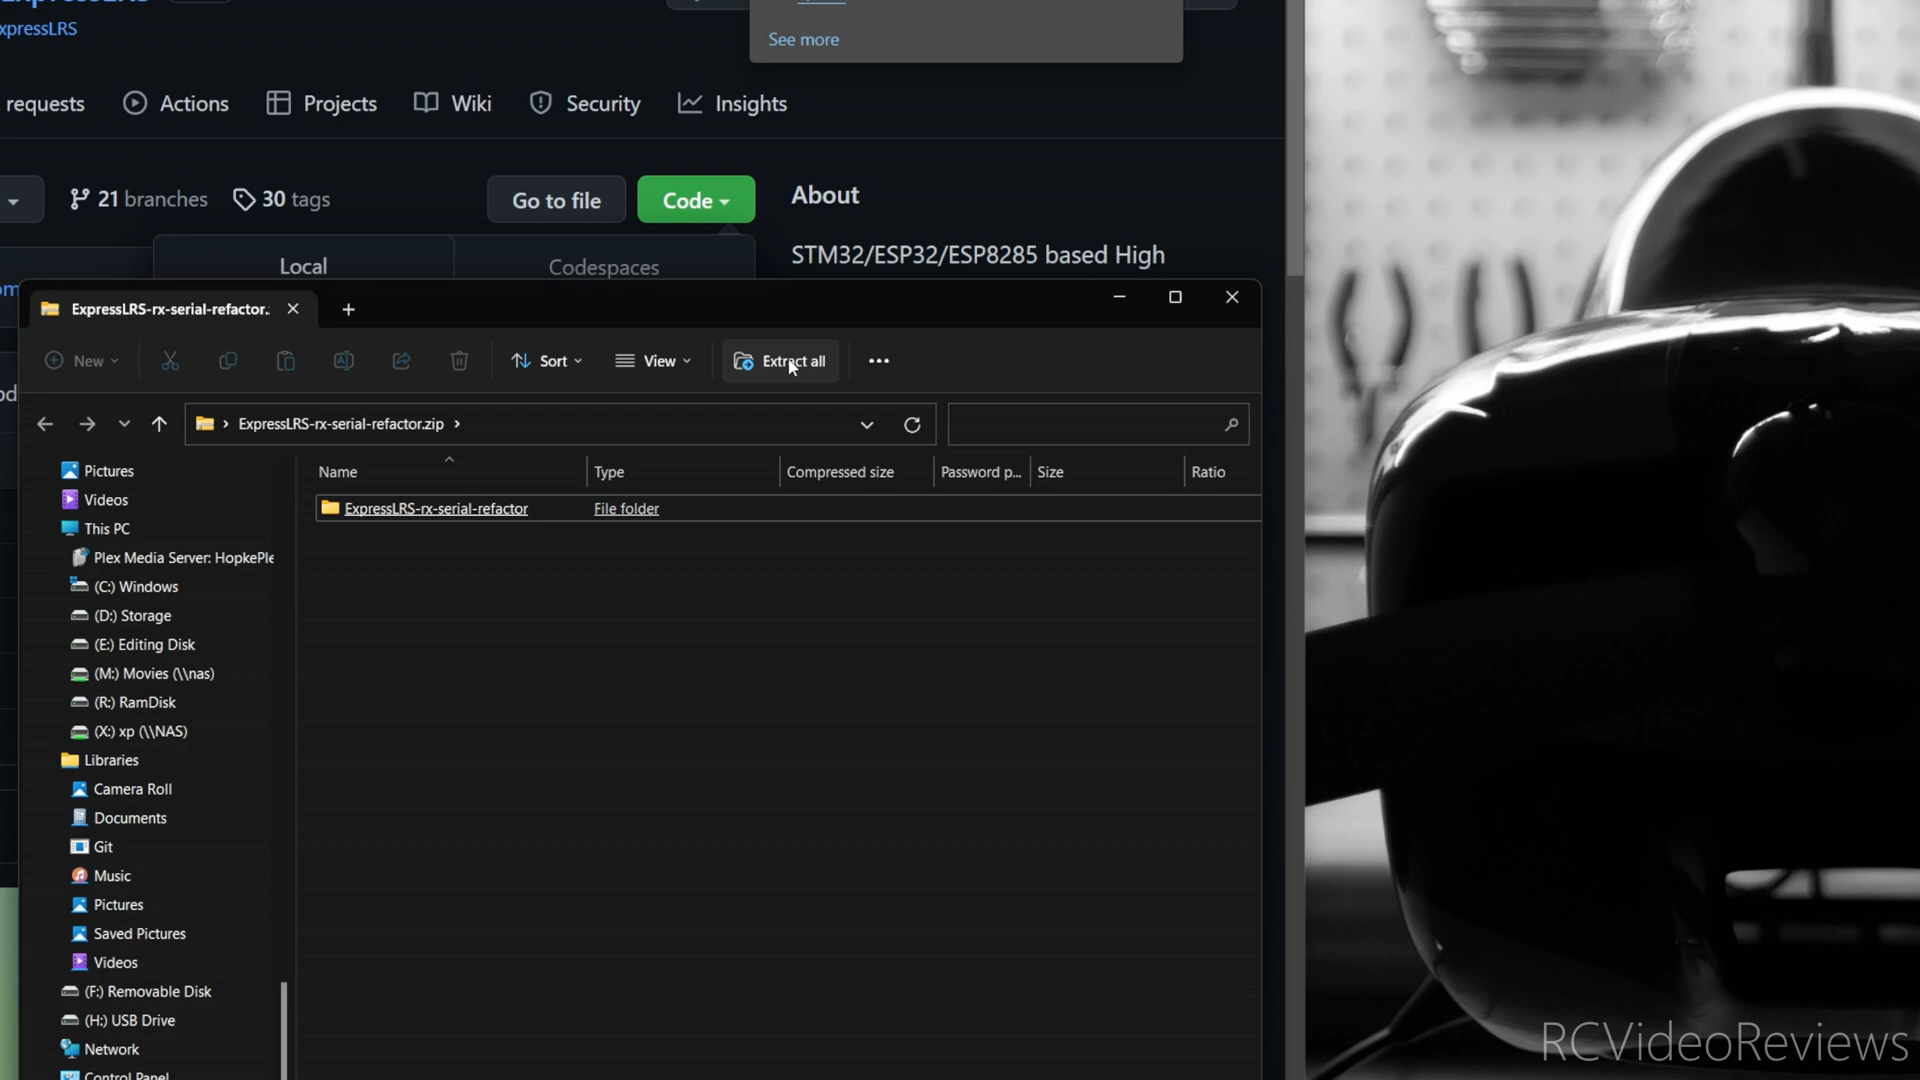 xpressLRS
See more
requests
Actions
Projects
Wiki
Security
Insights
21 branches
30 tags
Go to file
Code
About
STM32/ESP32/ESP8285 based High
Local
Codespaces
ExpressLRS-rx-serial-refactor.
New
Sort
View
Extract all
ExpressLRS-rx-serial-refactor.zip
Name
Type
Compressed size
Password p...
Size
Ratio
ExpressLRS-rx-serial-refactor
File folder
Pictures
Videos
This PC
Plex Media Server: HopkePle
(C:) Windows
(D:) Storage
(E:) Editing Disk
(M:) Movies (\\nas)
(R:) RamDisk
(X:) xp (\\NAS)
Libraries
Camera Roll
Documents
Git
Music
Pictures
Saved Pictures
Videos
(F:) Removable Disk
(H:) USB Drive
Network
Control Panel
RCVideoReviews